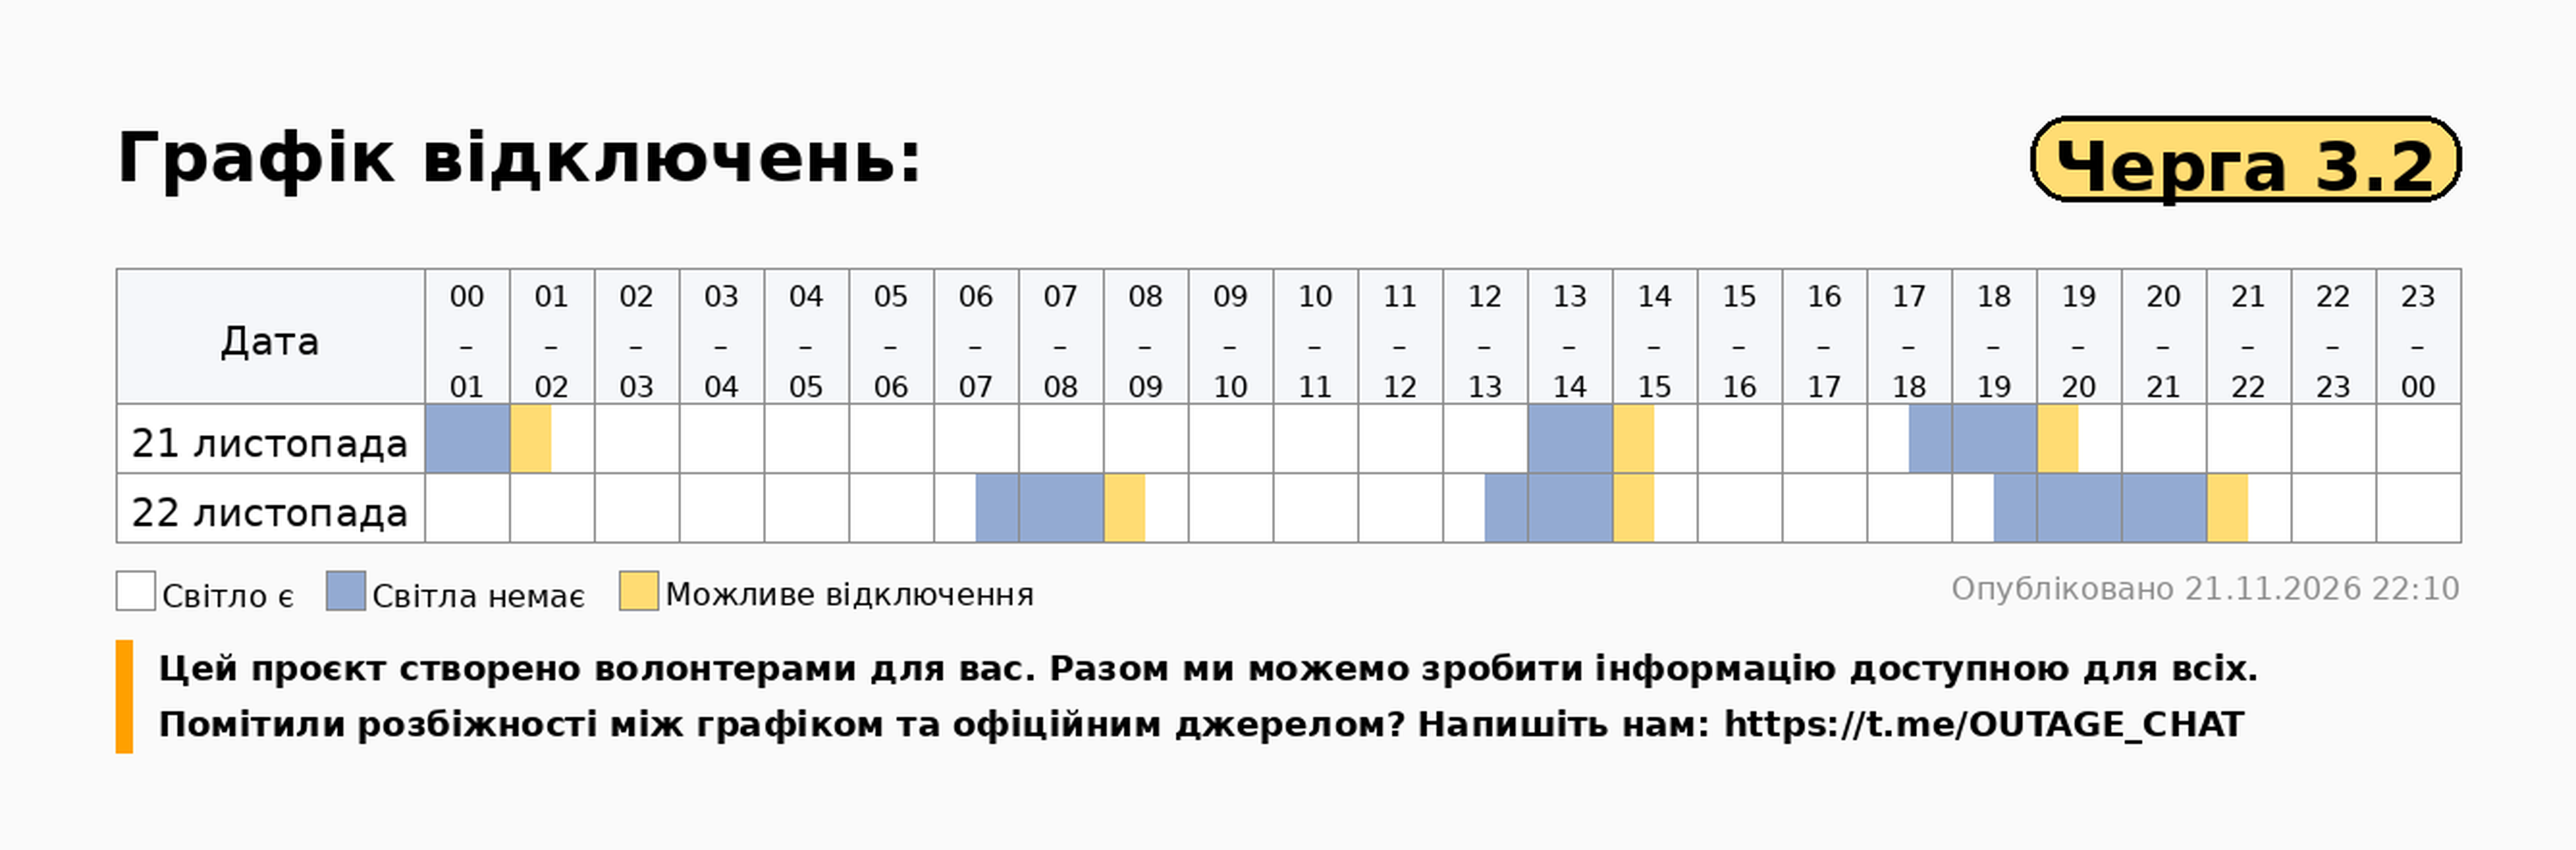 Графік відключень:
Черга 3.2
Дата 00 – 01 01 – 02 02 – 03 03 – 04 04 – 05 05 – 06 06 – 07 07 – 08 08 – 09 09 – 10 10 – 11 11 – 12 12 – 13 13 – 14 14 – 15 15 – 16 16 – 17 17 – 18 18 – 19 19 – 20 20 – 21 21 – 22 22 – 23 23 – 00
21 листопада
22 листопада
Світло є Світла немає Можливе відключення
Опубліковано 21.11.2026 22:10
Цей проєкт створено волонтерами для вас. Разом ми можемо зробити інформацію доступною для всіх.
Помітили розбіжності між графіком та офіційним джерелом? Напишіть нам: https://t.me/OUTAGE_CHAT